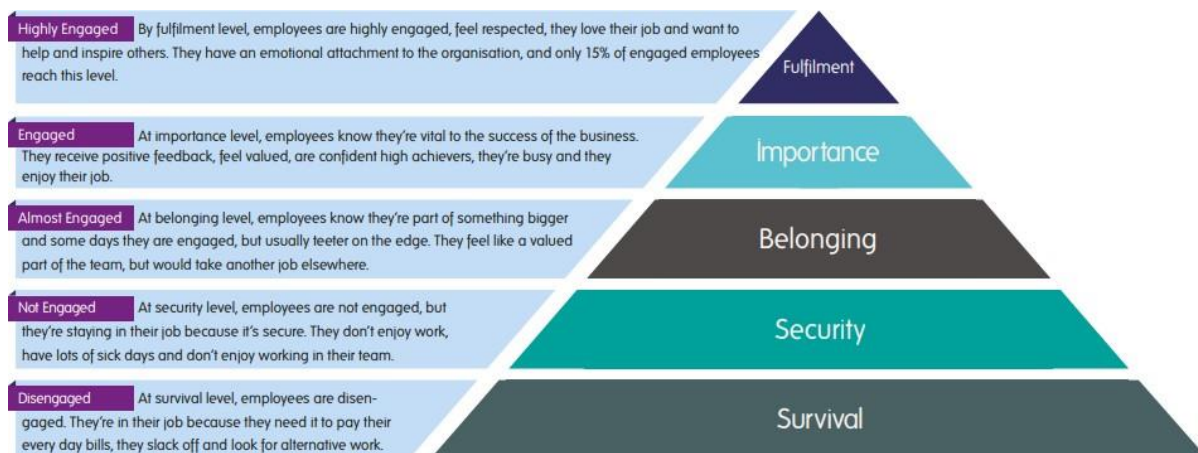 Highly Engaged By fulfilment level, employees are highly engaged, feel respected, they love their job and want to
help and inspire others. They have an emotional attachment to the organisation, and only 15% of engaged employees
reach this level.
Fulfilment
Engaged At importance level, employees know they're vital to the success of the business.
They receive positive feedback, feel valued, are confident high achievers, they're busy and they
enjoy their job.
Importance
Almost Engaged At belonging level, employees know they're part of something bigger
and some days they are engaged, but usually teeter on the edge. They feel like a valued
part of the team, but would take another job elsewhere.
Belonging
Not Engaged At security level, employees are not engaged, but
they're staying in their job because it's secure. They don't enjoy work,
have lots of sick days and don't enjoy working in their team.
Security
Disengaged At survival level, employees are disen-
gaged. They're in their job because they need it to pay their
every day bills, they slack off and look for alternative work.
Survival